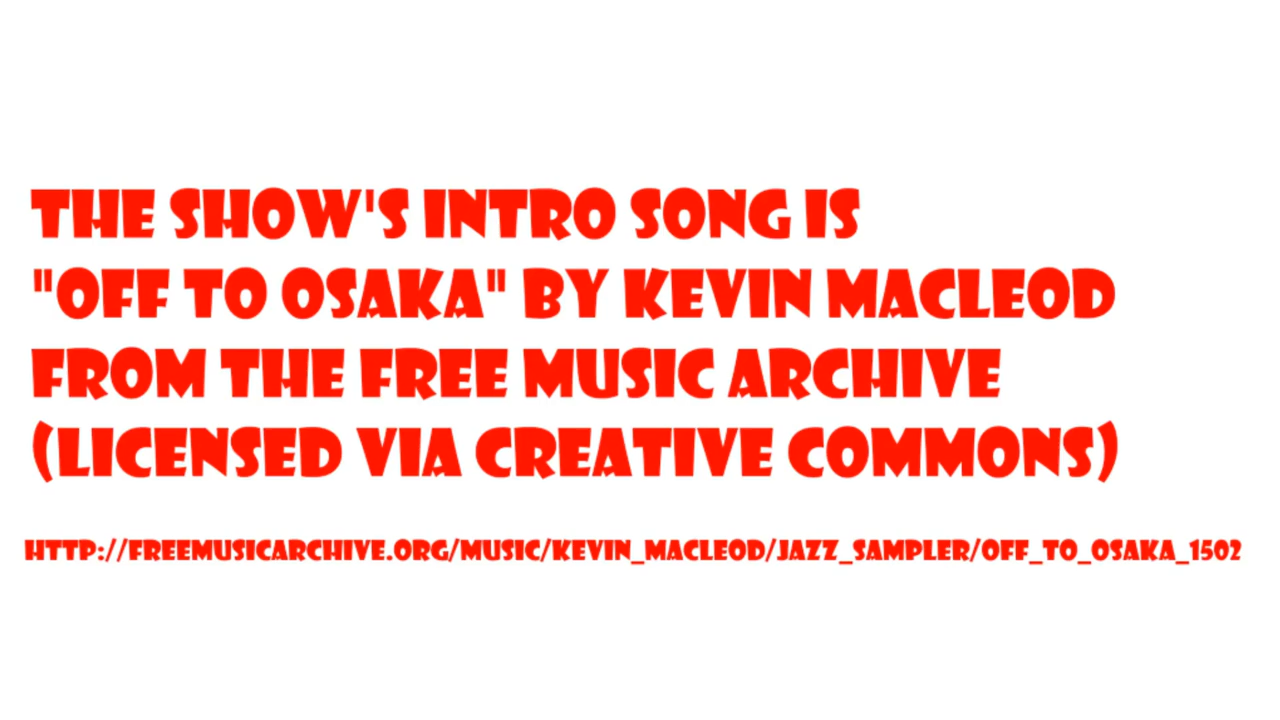 THE SHOW'S INTRO SONG IS
"OFF TO OSAKA" BY KEVIN MACLEOD
FROM THE FREE MUSIC ARCHIVE
(LICENSED VIA CREATIVE COMMONS)
HTTP://FREEMUSICARCHIVE.ORG/MUSIC/KEVIN_MACLEOD/JAZZ_SAMPLER/OFF_TO_OSAKA_1502